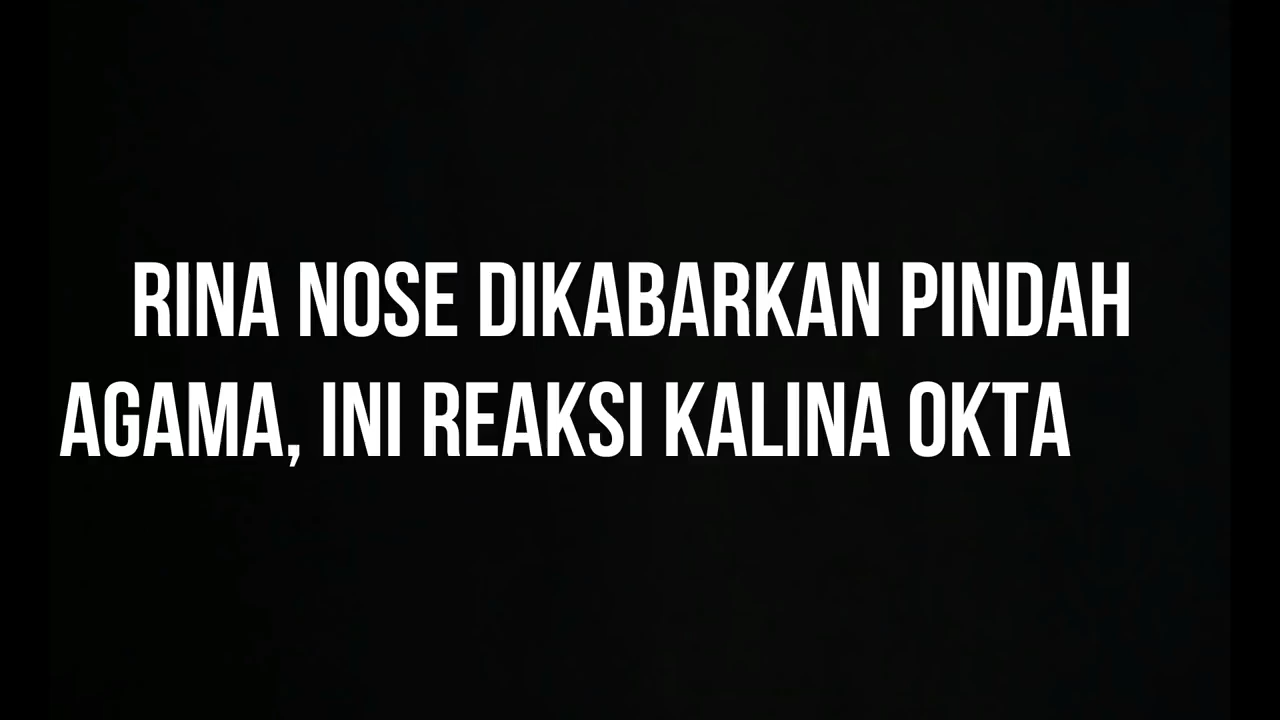 RINA NOSE DIKABARKAN PINDAH
AGAMA, INI REAKSI KALINA OKTA